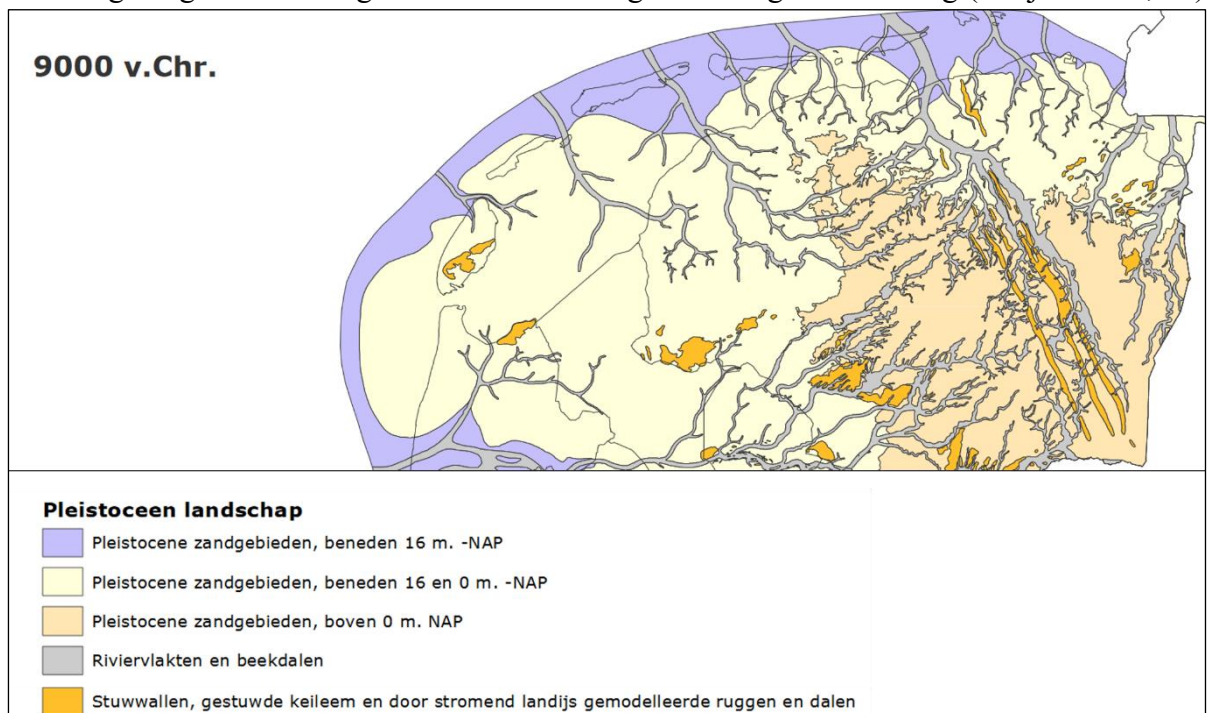 9000 v.Chr.
Pleistoceen landschap
Pleistocene zandgebieden, beneden 16 m. -NAP
Pleistocene zandgebieden, beneden 16 en 0 m. -NAP
Pleistocene zandgebieden, boven 0 m. NAP
Riviervlakten en beekdalen
Stuwwallen, gestuwde keileem en door stromend landijs gemodelleerde ruggen en dalen